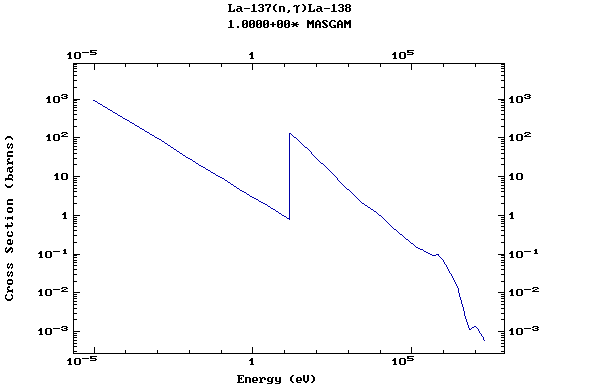 La-137(n,γ)La-138
1.0000+00* MASGAM
10⁻⁵ 1 10⁵
10³ 10³
10² 10²
10 10
1 1
10⁻¹ 10⁻¹
10⁻² 10⁻²
10⁻³ 10⁻³
10⁻⁵ 1 10⁵
Cross Section (barns)
Energy (eV)